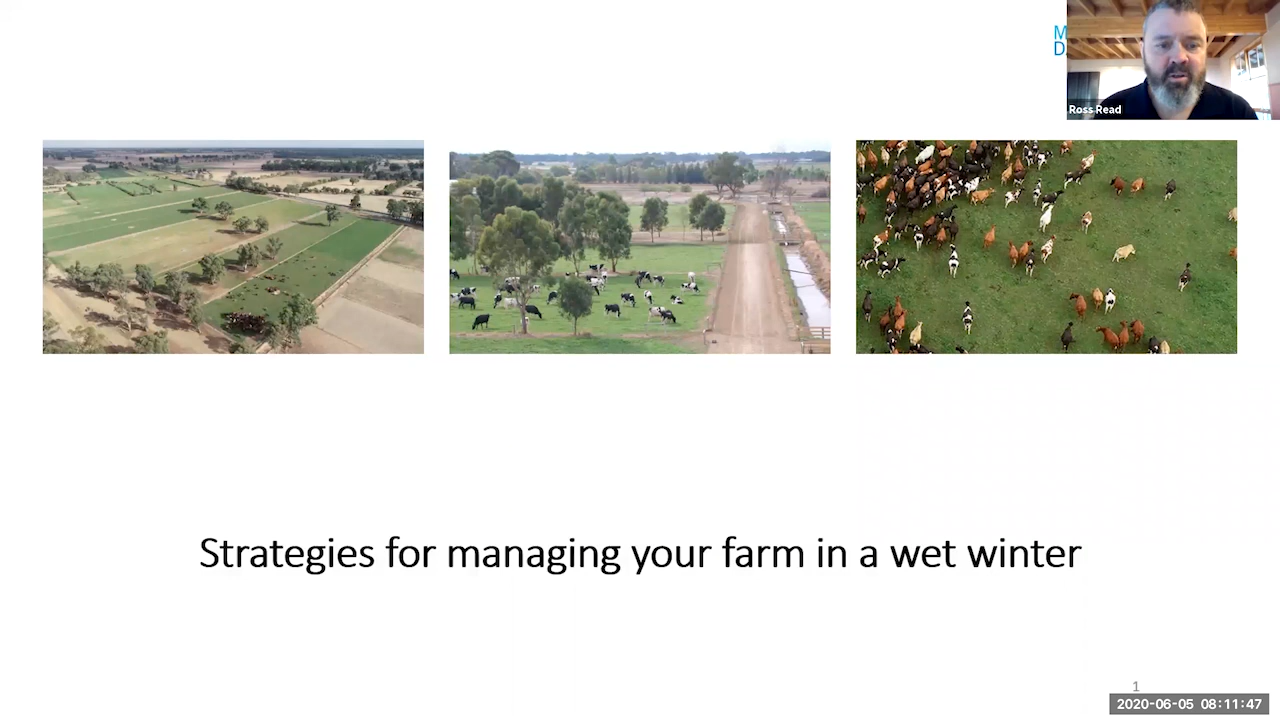 M
D
Ross Read
Strategies for managing your farm in a wet winter
1
2020-06-05 08:11:47